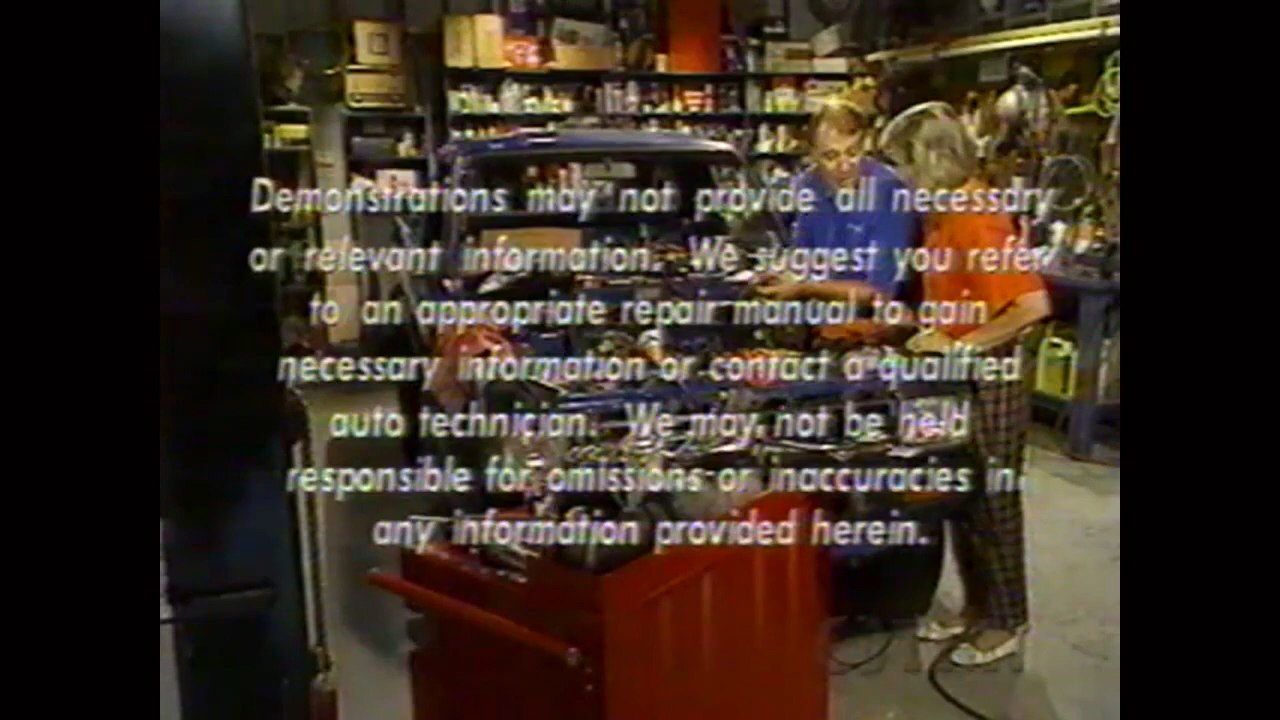 Demonstrations may not provide all necessary
or relevant information. We suggest you refer
to an appropriate repair manual to gain
necessary information or contact a qualified
auto technician. We may not be held
responsible for omissions or inaccuracies in
any information provided herein.